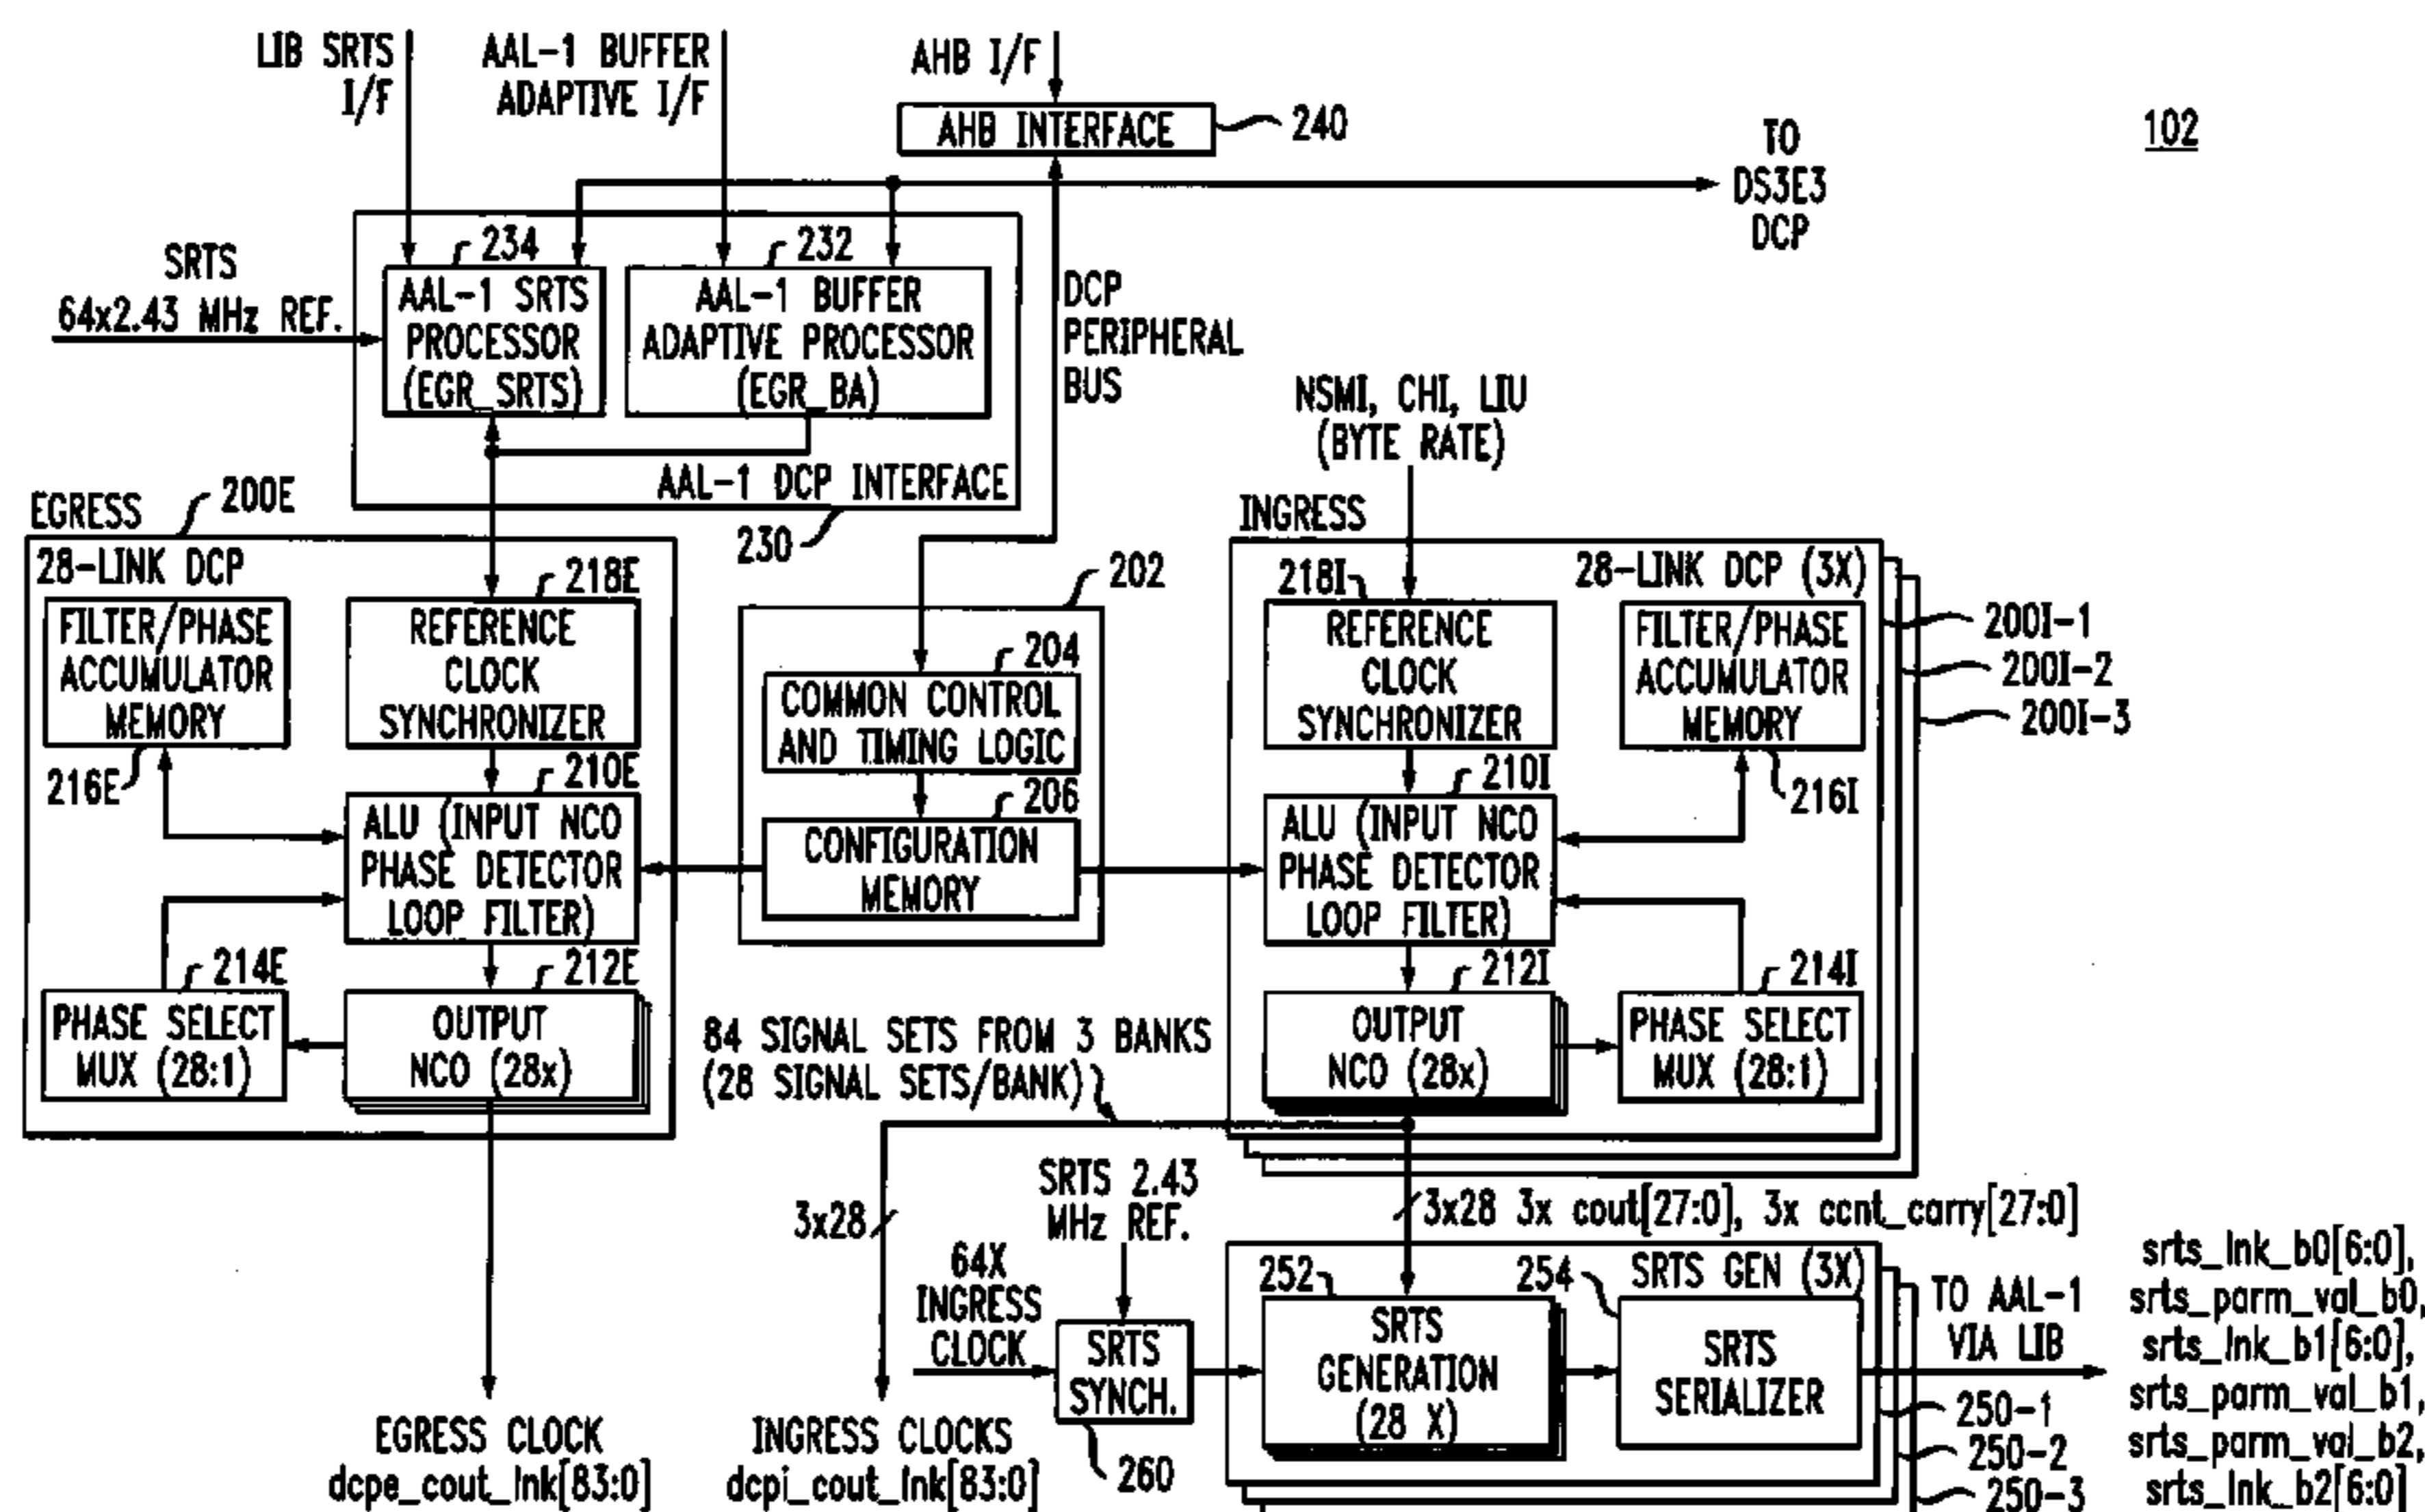 LIB SRTS
I/F
AAL-1 BUFFER
ADAPTIVE I/F
AHB I/F
AHB INTERFACE
240
TO
DS3E3
DCP
102
SRTS
64x2.43 MHz REF.
234
AAL-1 SRTS
PROCESSOR
(EGR_SRTS)
232
AAL-1 BUFFER
ADAPTIVE PROCESSOR
(EGR_BA)
AAL-1 DCP INTERFACE
230
DCP
PERIPHERAL
BUS
NSMI, CHI, LIU
(BYTE RATE)
EGRESS
200E
28-LINK DCP
FILTER/PHASE
ACCUMULATOR
MEMORY
216E
218E
REFERENCE
CLOCK
SYNCHRONIZER
210E
ALU (INPUT NCO
PHASE DETECTOR
LOOP FILTER)
214E
PHASE SELECT
MUX (28:1)
212E
OUTPUT
NCO (28x)
202
204
COMMON CONTROL
AND TIMING LOGIC
206
CONFIGURATION
MEMORY
INGRESS
28-LINK DCP (3X)
218I
REFERENCE
CLOCK
SYNCHRONIZER
FILTER/PHASE
ACCUMULATOR
MEMORY
216I
200I-1
200I-2
200I-3
210I
ALU (INPUT NCO
PHASE DETECTOR
LOOP FILTER)
212I
OUTPUT
NCO (28x)
214I
PHASE SELECT
MUX (28:1)
84 SIGNAL SETS FROM 3 BANKS
(28 SIGNAL SETS/BANK)
3x28
SRTS 2.43
MHz REF.
3x28 3x cout[27:0], 3x ccnt_carry[27:0]
64X
INGRESS
CLOCK
SRTS
SYNCH.
260
SRTS GEN (3X)
252
SRTS
GENERATION
(28 X)
254
SRTS
SERIALIZER
TO AAL-1
VIA LIB
250-1
250-2
250-3
srts_lnk_b0[6:0],
srts_parm_val_b0,
srts_lnk_b1[6:0],
srts_parm_val_b1,
srts_parm_val_b2,
srts_lnk_b2[6:0]
EGRESS CLOCK
dcpe_cout_lnk[83:0]
INGRESS CLOCKS
dcpi_cout_lnk[83:0]